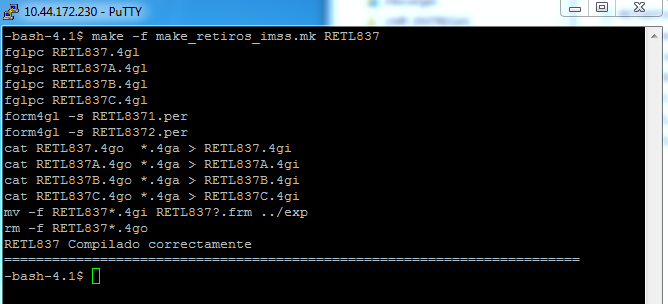 10.44.172.230 - PuTTY
-bash-4.1$ make -f make_retiros_imss.mk RETL837
fglpc RETL837.4gl
fglpc RETL837A.4gl
fglpc RETL837B.4gl
fglpc RETL837C.4gl
form4gl -s RETL8371.per
form4gl -s RETL8372.per
cat RETL837.4go  *.4ga > RETL837.4gi
cat RETL837A.4go *.4ga > RETL837A.4gi
cat RETL837B.4go *.4ga > RETL837B.4gi
cat RETL837C.4go *.4ga > RETL837C.4gi
mv -f RETL837*.4gi RETL837?.frm ../exp
rm -f RETL837*.4go
RETL837 Compilado correctamente
========================================================================
-bash-4.1$